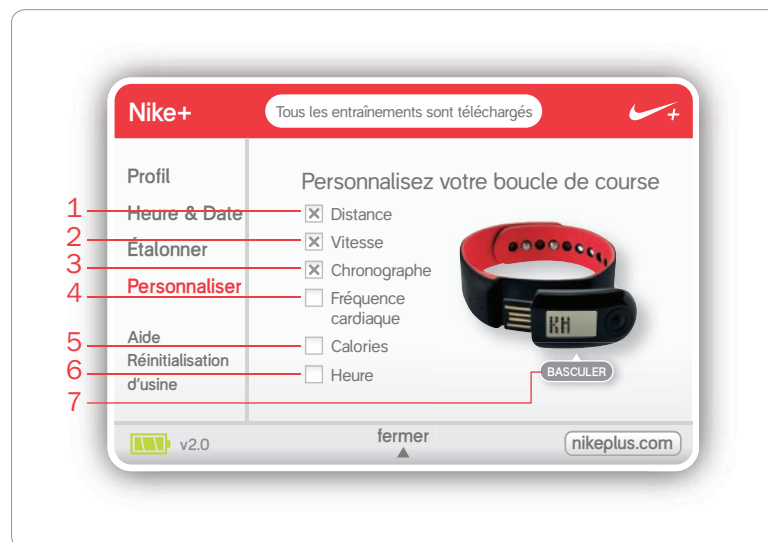 Nike+
Tous les entraînements sont téléchargés
+
Profil
Heure & Date
Étalonner
Personnaliser
Aide
Réinitialisation
d'usine
Personnalisez votre boucle de course
1
Distance
2
Vitesse
3
Chronographe
4
Fréquence
cardiaque
5
Calories
6
Heure
KM
7
BASCULER
v2.0
fermer
nikeplus.com